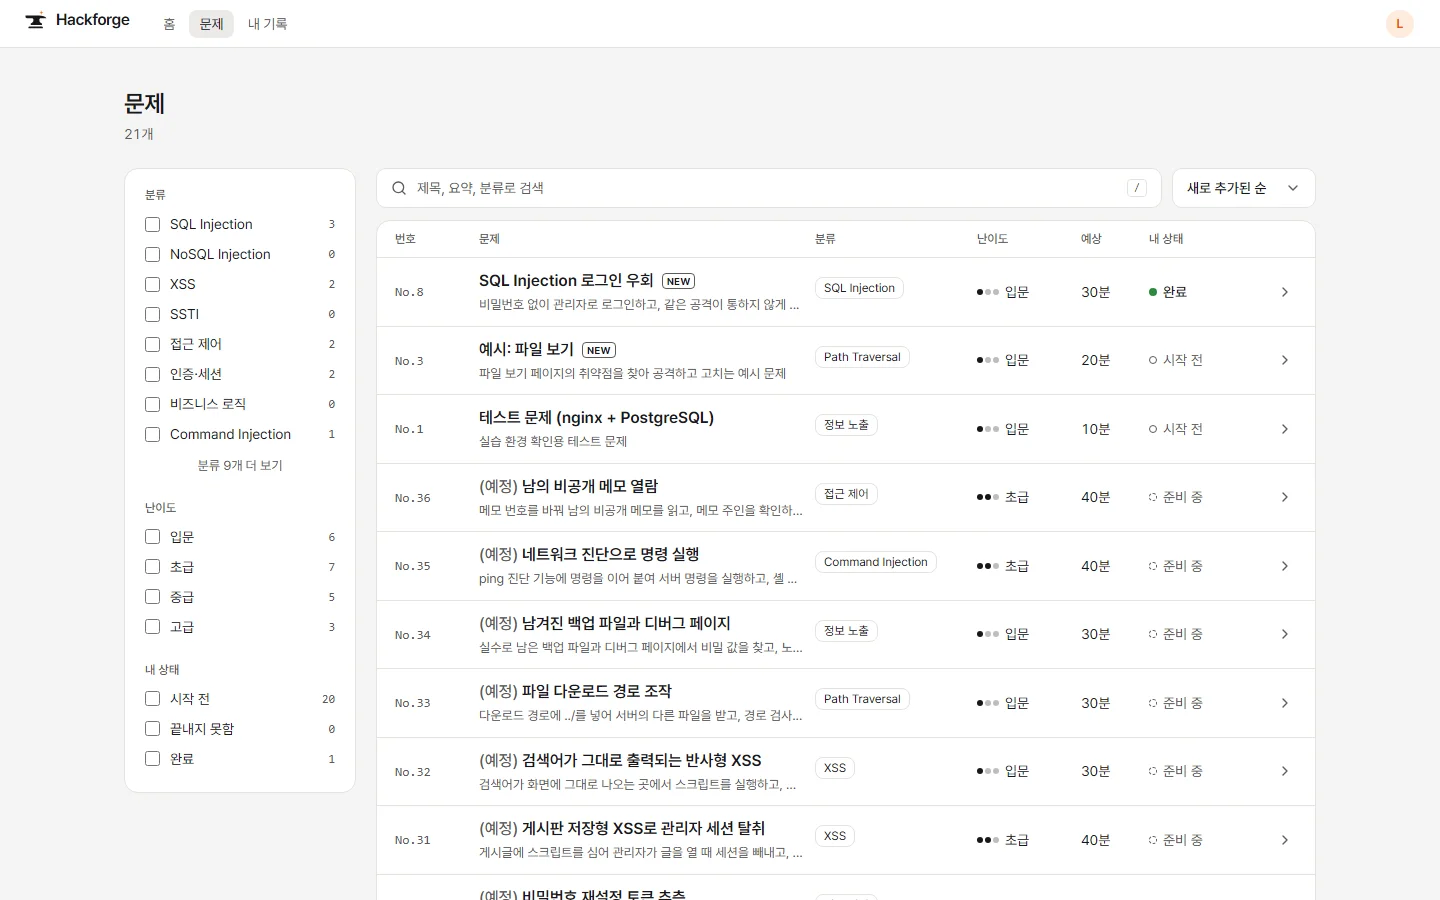 Hackforge
홈
문제
내 기록
L
문제
21개
분류
SQL Injection 3
NoSQL Injection 0
XSS 2
SSTI 0
접근 제어 2
인증·세션 2
비즈니스 로직 0
Command Injection 1
분류 9개 더 보기
난이도
입문 6
초급 7
중급 5
고급 3
내 상태
시작 전 20
끝내지 못함 0
완료 1
제목, 요약, 분류로 검색 /
새로 추가된 순
번호 문제 분류 난이도 예상 내 상태
No.8 SQL Injection 로그인 우회 NEW SQL Injection 입문 30분 완료
비밀번호 없이 관리자로 로그인하고, 같은 공격이 통하지 않게 ...
No.3 예시: 파일 보기 NEW Path Traversal 입문 20분 시작 전
파일 보기 페이지의 취약점을 찾아 공격하고 고치는 예시 문제
No.1 테스트 문제 (nginx + PostgreSQL) 정보 노출 입문 10분 시작 전
실습 환경 확인용 테스트 문제
No.36 (예정) 남의 비공개 메모 열람 접근 제어 초급 40분 준비 중
메모 번호를 바꿔 남의 비공개 메모를 읽고, 메모 주인을 확인하...
No.35 (예정) 네트워크 진단으로 명령 실행 Command Injection 초급 40분 준비 중
ping 진단 기능에 명령을 이어 붙여 서버 명령을 실행하고, 셸 ...
No.34 (예정) 남겨진 백업 파일과 디버그 페이지 정보 노출 입문 30분 준비 중
실수로 남은 백업 파일과 디버그 페이지에서 비밀 값을 찾고, 노...
No.33 (예정) 파일 다운로드 경로 조작 Path Traversal 입문 30분 준비 중
다운로드 경로에 ../를 넣어 서버의 다른 파일을 받고, 경로 검사...
No.32 (예정) 검색어가 그대로 출력되는 반사형 XSS XSS 입문 30분 준비 중
검색어가 화면에 그대로 나오는 곳에서 스크립트를 실행하고, ...
No.31 (예정) 게시판 저장형 XSS로 관리자 세션 탈취 XSS 초급 40분 준비 중
게시글에 스크립트를 심어 관리자가 글을 열 때 세션을 빼내고, ...
(예정) 비밀번호 재설정 토큰 추측